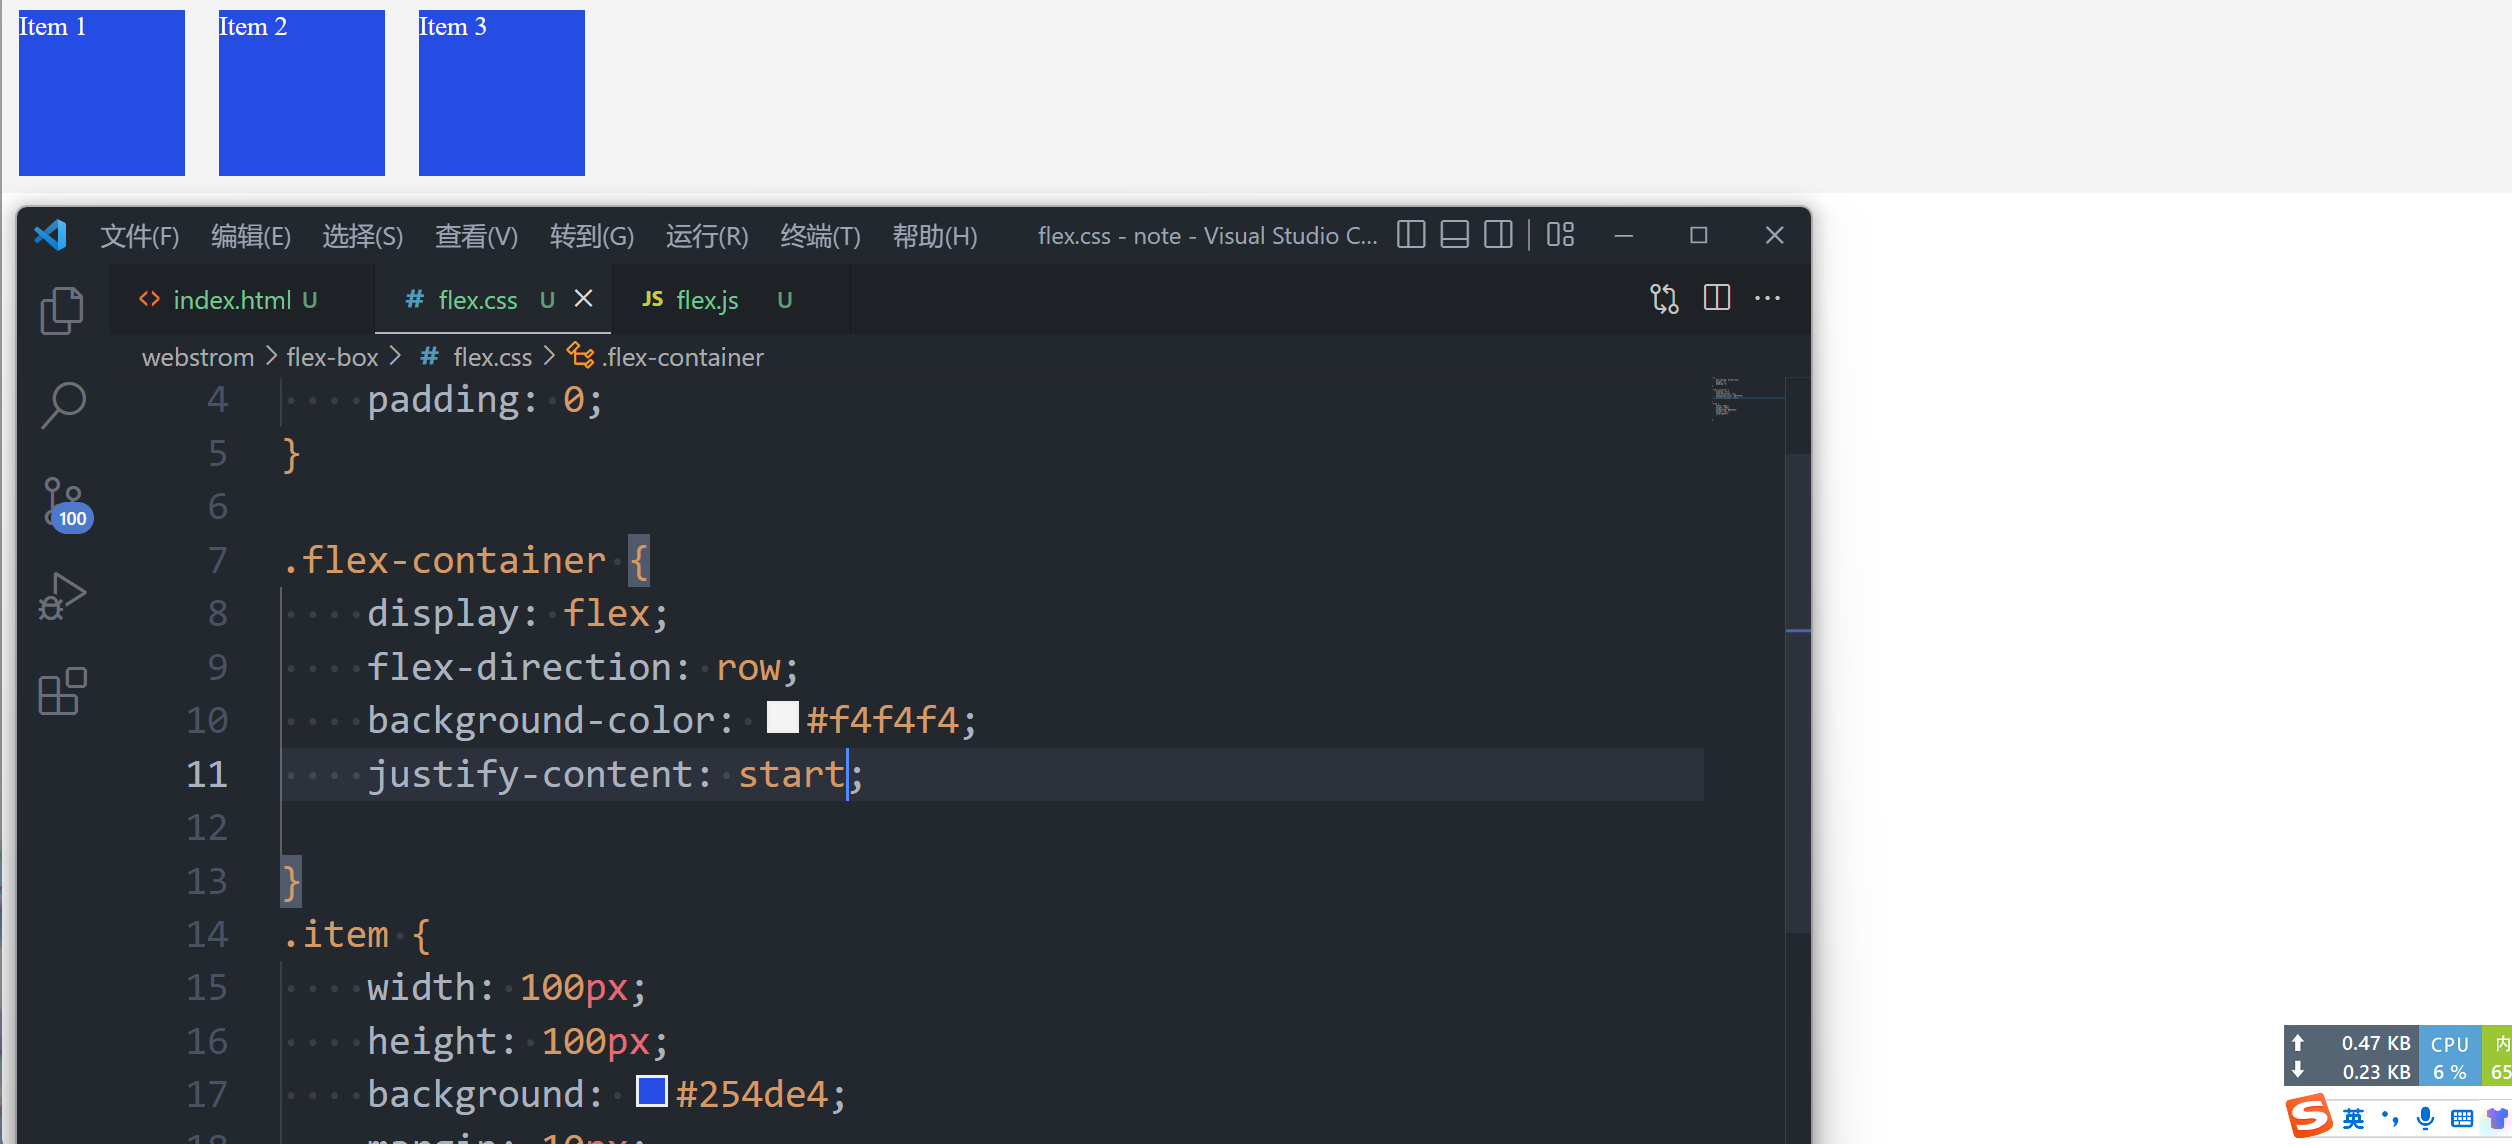 Item 1 Item 2 Item 3
文件(F) 编辑(E) 选择(S) 查看(V) 转到(G) 运行(R) 终端(T) 帮助(H) flex.css - note - Visual Studio C...
<> index.html U # flex.css U JS flex.js U
webstrom > flex-box > # flex.css > .flex-container
4 padding: 0;
5 }
6
100
7 .flex-container {
8 display: flex;
9 flex-direction: row;
10 background-color: #f4f4f4;
11 justify-content: start;
12
13 }
14 .item {
15 width: 100px;
16 height: 100px;
17 background: #254de4;
18 margin: 10px;
0.47 KB CPU 内
0.23 KB 6 % 65
S 英